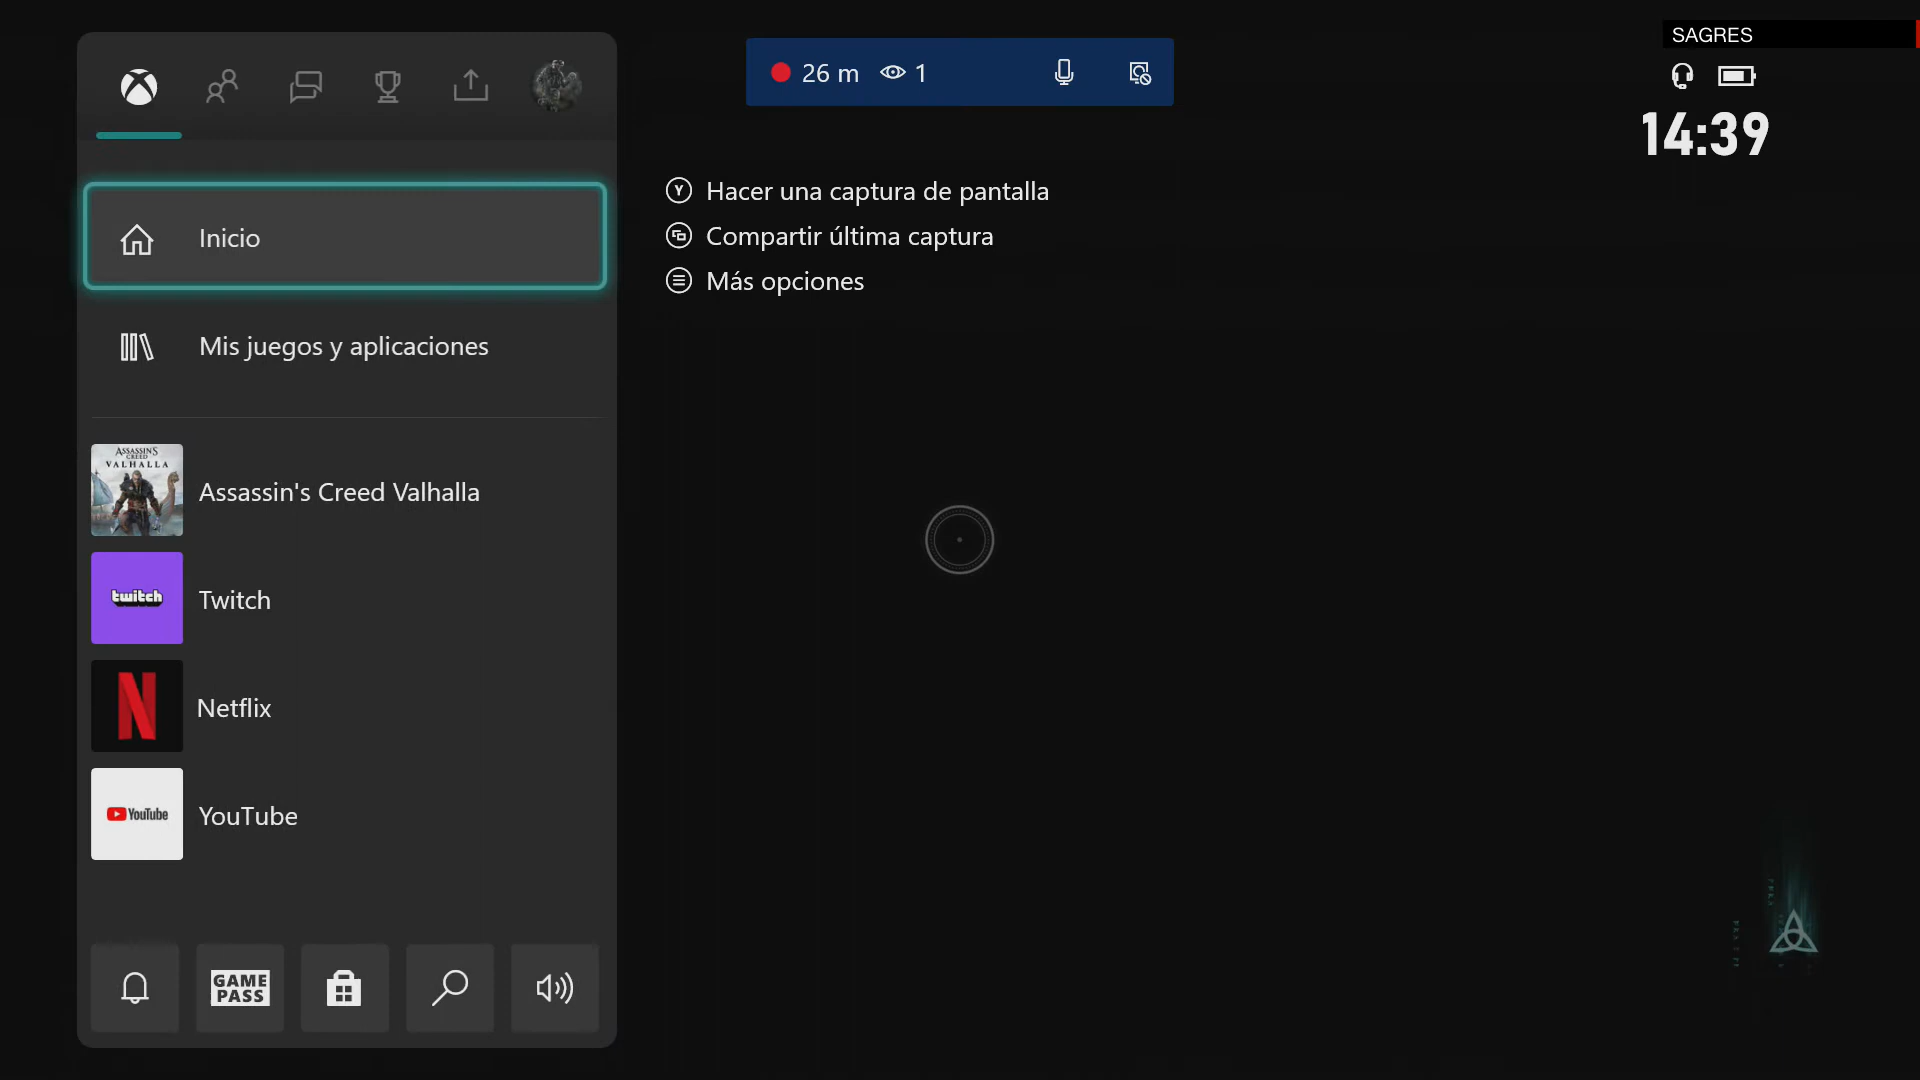 SAGRES
26 m 1
14:39
Y Hacer una captura de pantalla
Compartir última captura
Más opciones
Inicio
Mis juegos y aplicaciones
ASSASSIN'S
CREED
VALHALLA
Assassin's Creed Valhalla
twitch
Twitch
N
Netflix
YouTube
YouTube
GAME
PASS